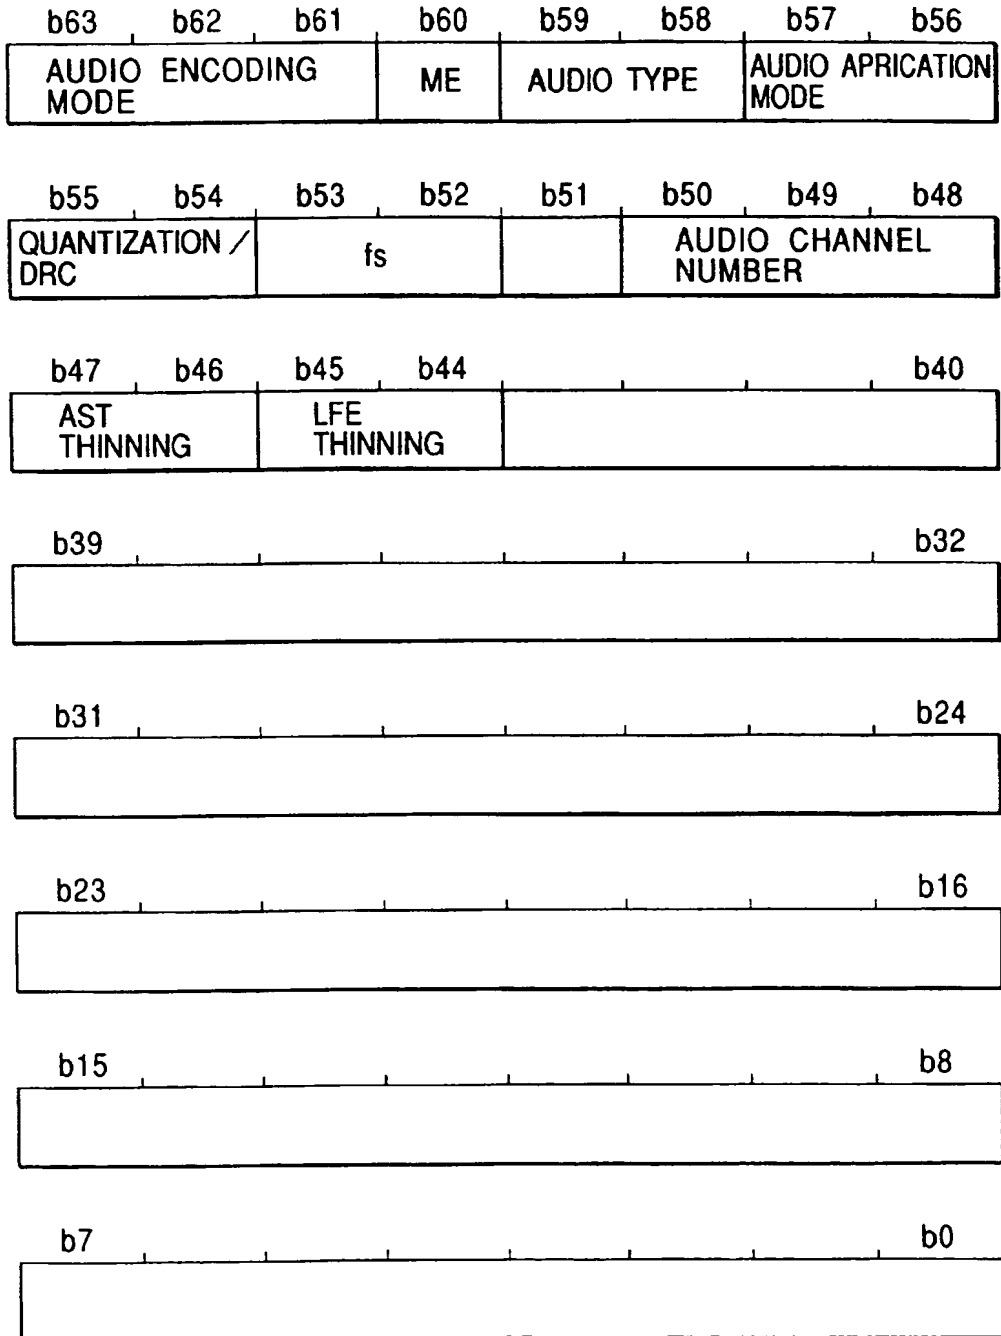 b63 b62 b61 b60 b59 b58 b57 b56
AUDIO ENCODING MODE ME AUDIO TYPE AUDIO APRICATION MODE
b55 b54 b53 b52 b51 b50 b49 b48
QUANTIZATION / DRC fs AUDIO CHANNEL NUMBER
b47 b46 b45 b44 b40
AST THINNING LFE THINNING
b39 b32
b31 b24
b23 b16
b15 b8
b7 b0